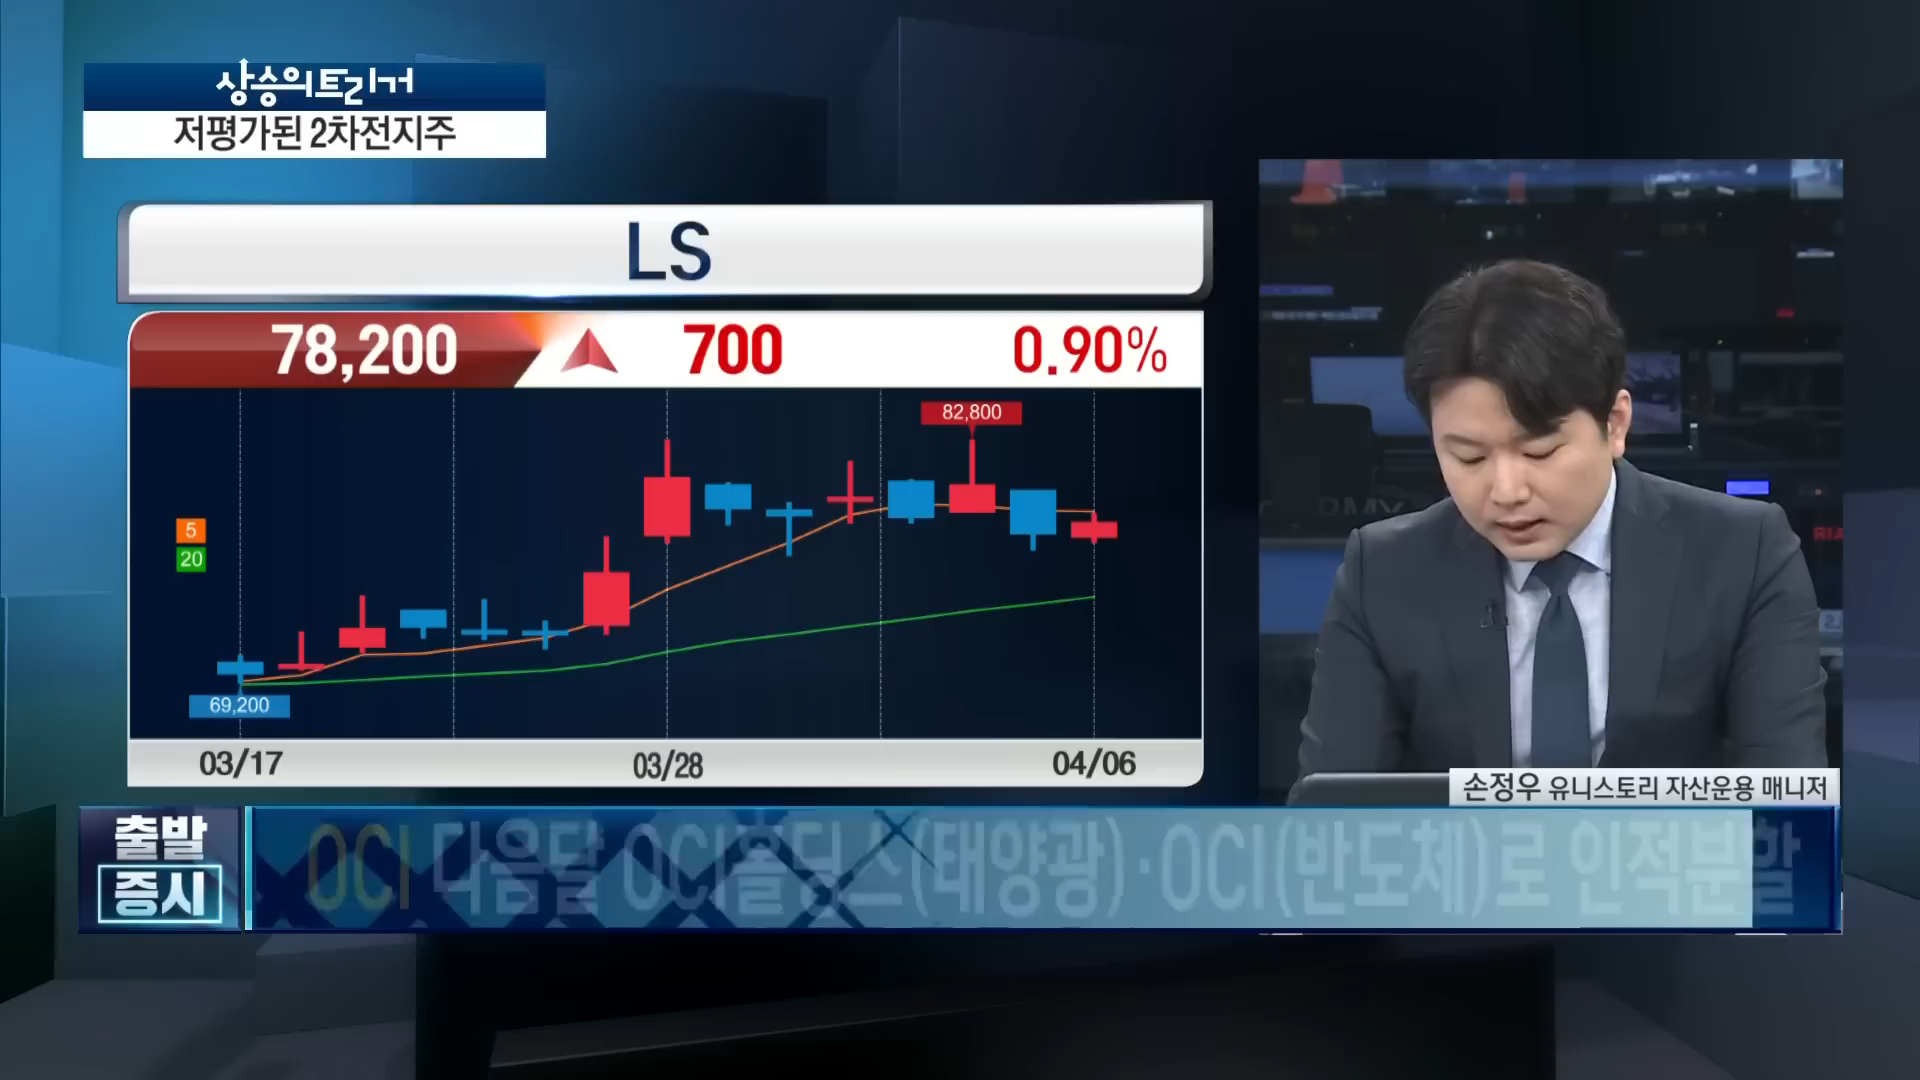 상승의트리거
저평가된 2차전지주
LS
78,200 700 0.90%
82,800
5
20
69,200
03/17 03/28 04/06
손정우 유니스토리 자산운용 매니저
출발
증시
OCI 다음달 OCI홀딩스(태양광)·OCI(반도체)로 인적분할